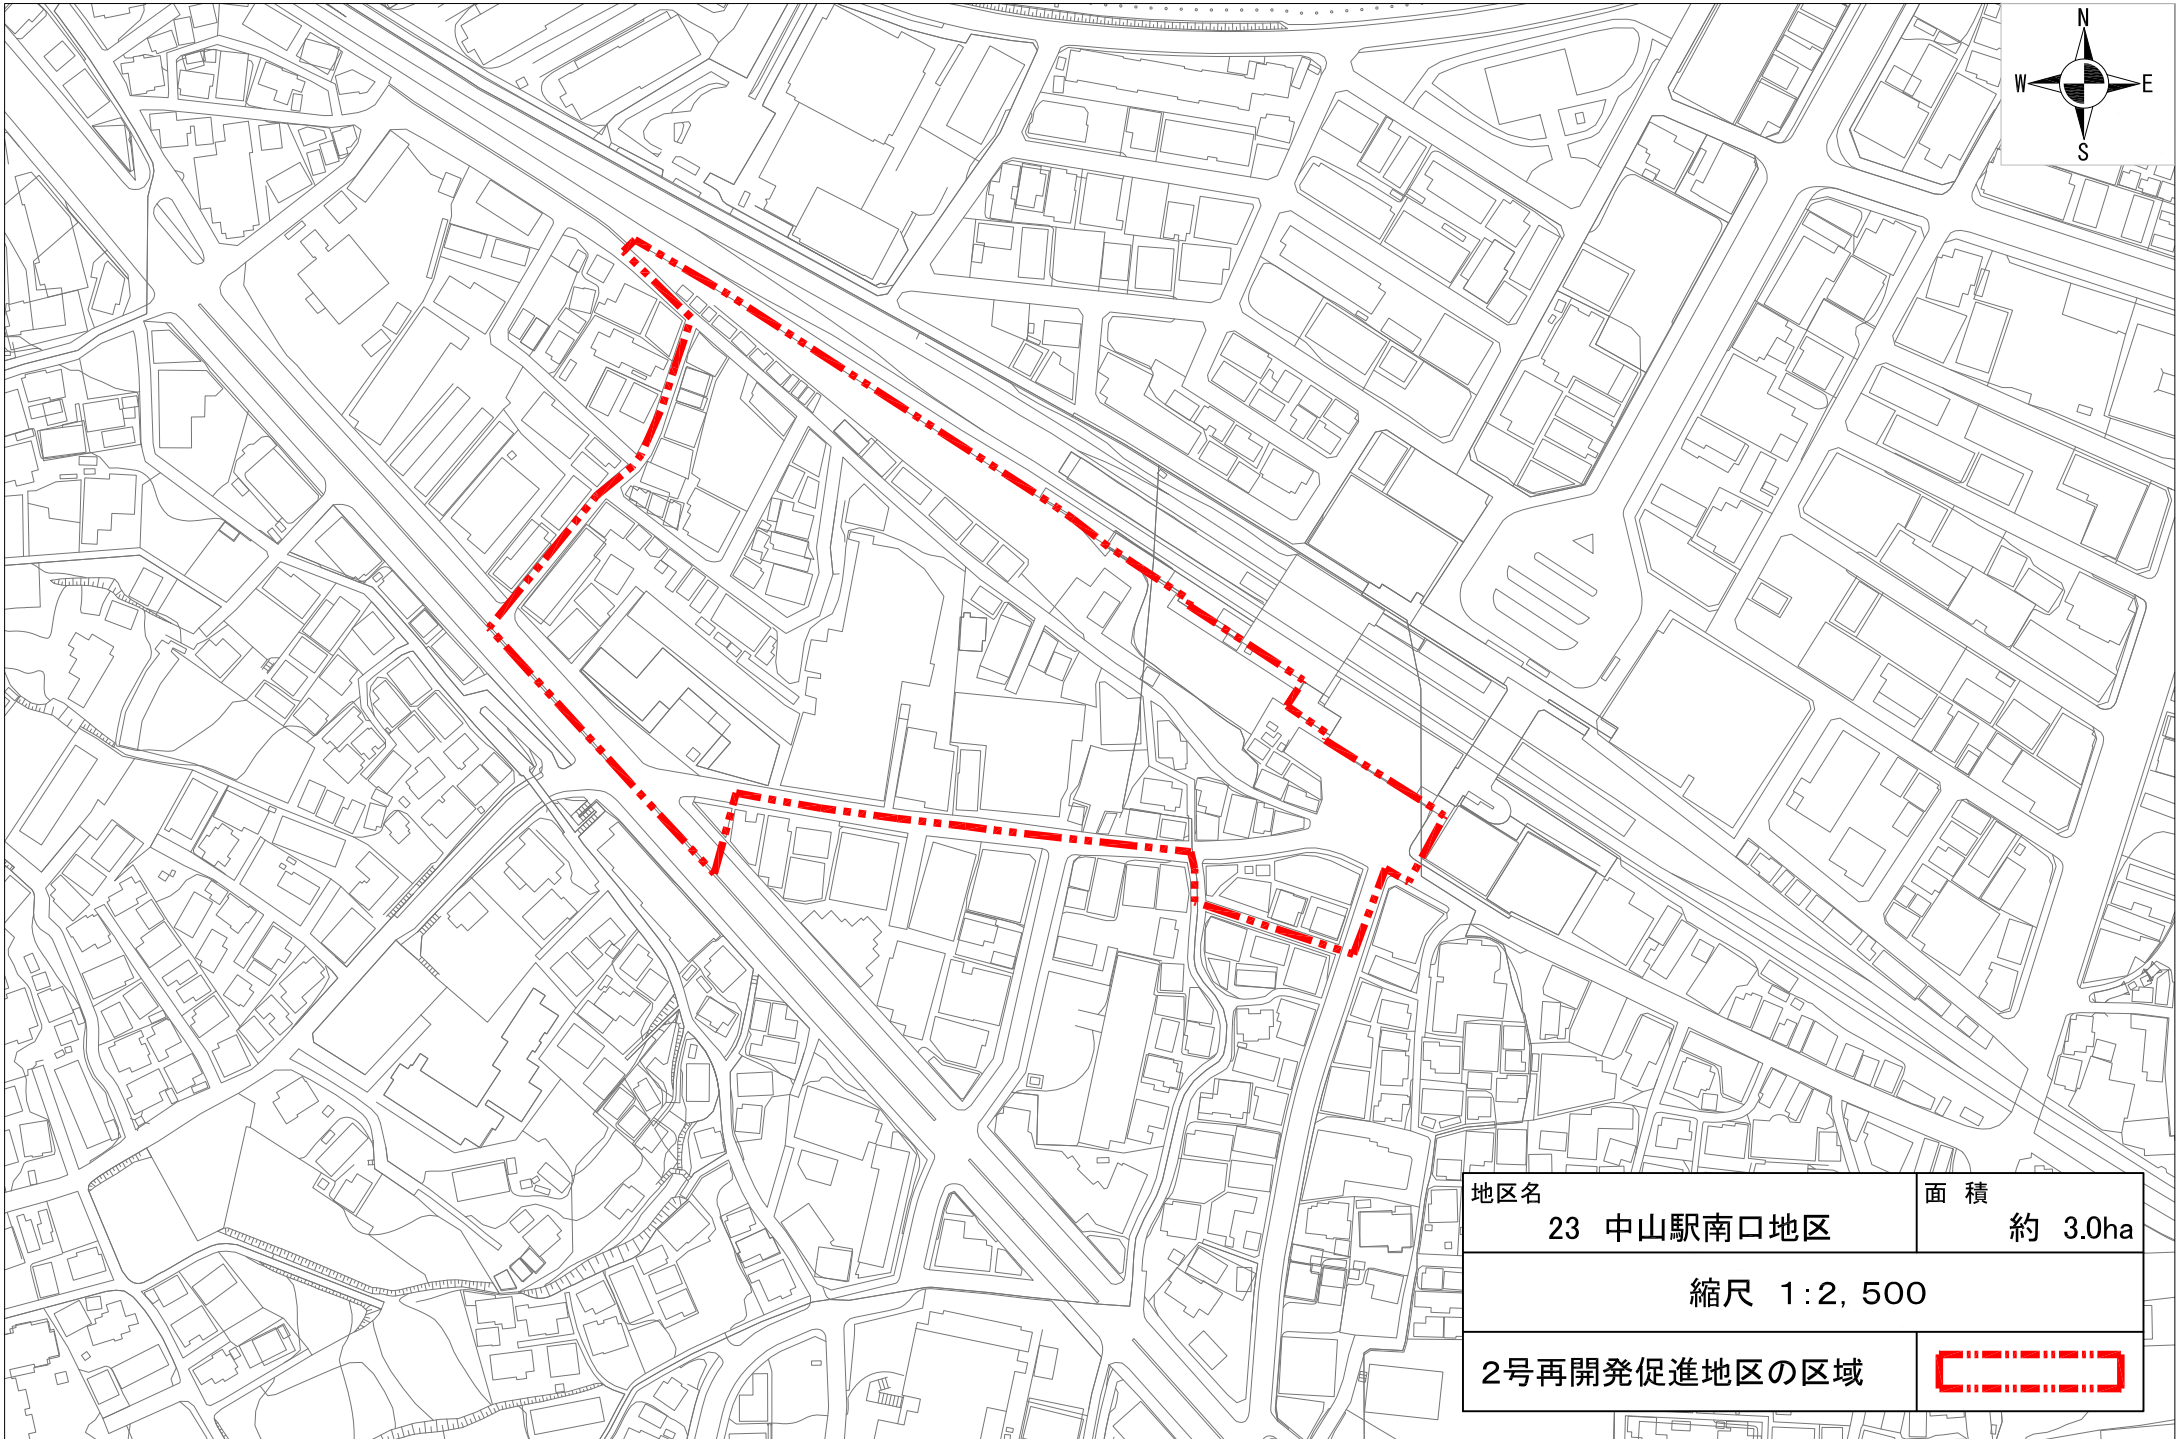 N
W E
S
地区名
23 中山駅南口地区
面 積
約 3.0ha
縮尺 1:2,500
2号再開発促進地区の区域